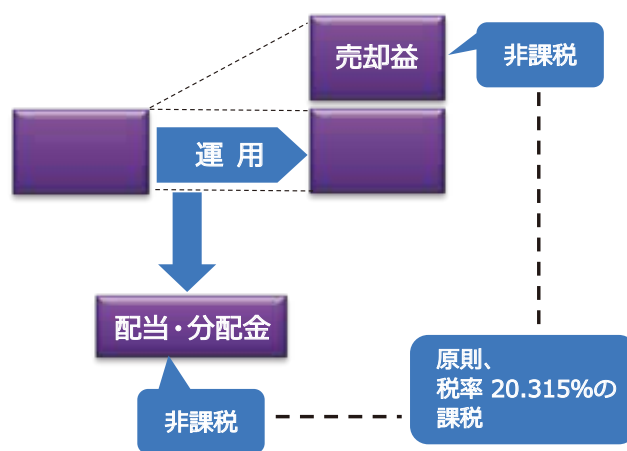 売却益
非課税
運 用
配当・分配金
非課税
原則、
税率 20.315%の
課税